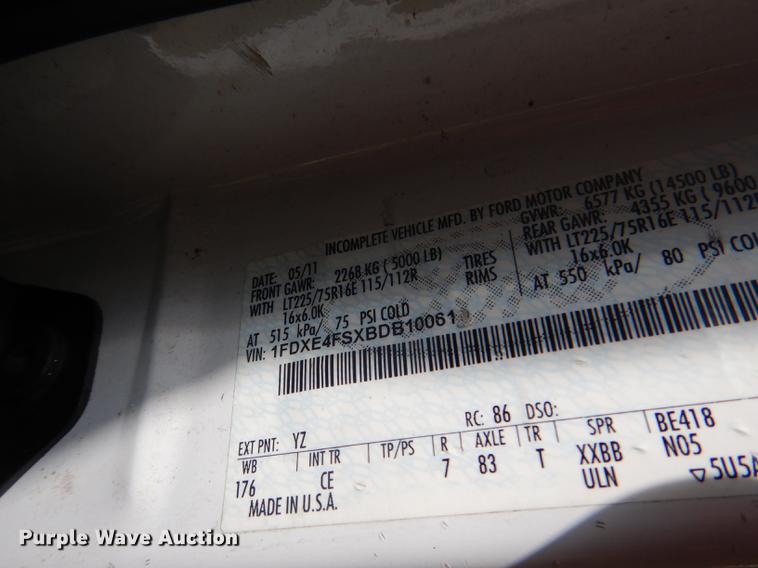 INCOMPLETE VEHICLE MFD. BY FORD MOTOR COMPANY
DATE: 05/11 GVWR: 6577 KG (14500 LB)
FRONT GAWR: 2268 KG (5000 LB) REAR GAWR: 4355 KG (9600
WITH LT225/75R16E 115/112R TIRES WITH LT225/75R16E 115/112R
16x6.0K RIMS 16x6.0K
AT 515 kPa/ 75 PSI COLD AT 550 kPa/ 80 PSI COL
VIN: 1FDXE4FSXBDB10061
RC: 86 DSO:
EXT PNT: YZ
WB INT TR TP/PS R AXLE TR SPR BE418
176 CE 7 83 T XXBB N05
MADE IN U.S.A. ULN ▽5U5A
Purple Wave Auction